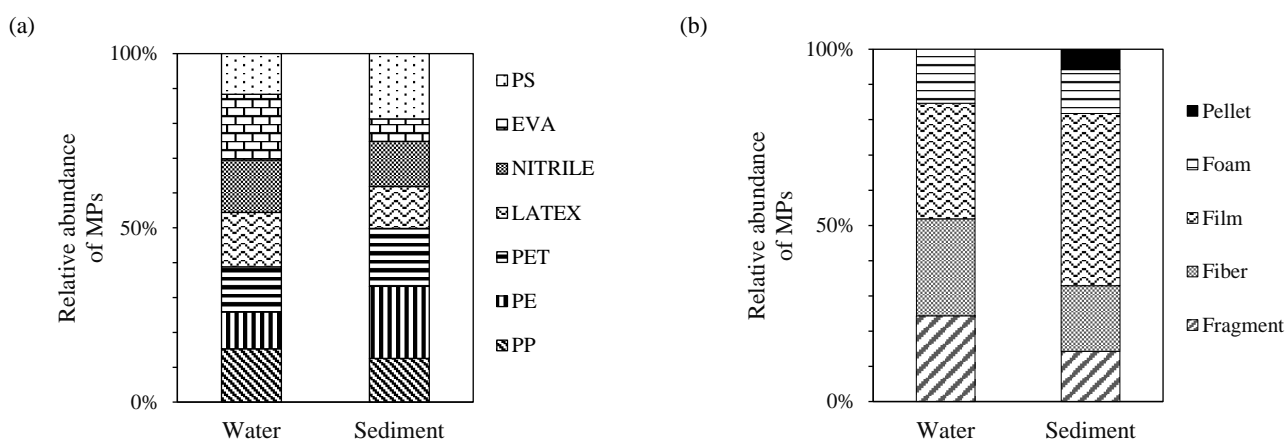 (a)
100%
50%
0%
Relative abundance
of MPs
Water
Sediment
PS
EVA
NITRILE
LATEX
PET
PE
PP
(b)
100%
50%
0%
Relative abundance
of MPs
Water
Sediment
Pellet
Foam
Film
Fiber
Fragment